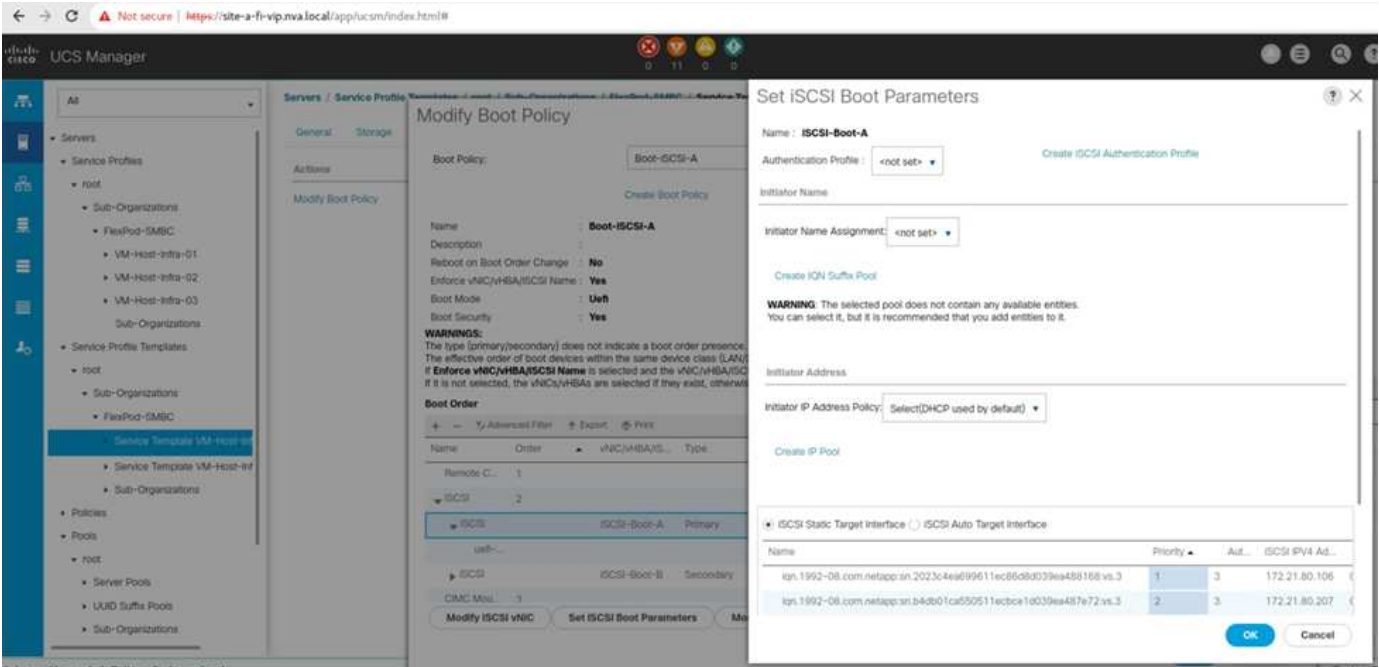 Not secure | https://site-a-fi-vip.nva.local/app/ucsm/index.html#
cisco UCS Manager
0 11 0 0
All
Servers
Service Profiles
root
Sub-Organizations
FlexPod-SMBC
VM-Host-Infra-01
VM-Host-Infra-02
VM-Host-Infra-03
Sub-Organizations
Service Profile Templates
root
Sub-Organizations
FlexPod-SMBC
Service Template VM-Host-Inf
Service Template VM-Host-Inf
Sub-Organizations
Policies
Pools
root
Server Pools
UUID Suffix Pools
Sub-Organizations
Servers / Service Profile
General Storage
Actions
Modify Boot Policy
Modify Boot Policy
Boot Policy: Boot-iSCSI-A
Create Boot Policy
Name : Boot-iSCSI-A
Description :
Reboot on Boot Order Change : No
Enforce vNIC/vHBA/iSCSI Name : Yes
Boot Mode : Uefi
Boot Security : Yes
WARNINGS:
The type (primary/secondary) does not indicate a boot order presence.
The effective order of boot devices within the same device class (LAN/
If Enforce vNIC/vHBA/iSCSI Name is selected and the vNIC/vHBA/iSC
If it is not selected, the vNICs/vHBAs are selected if they exist, otherwis
Boot Order
+ − Advanced Filter Export Print
Name Order vNIC/vHBA/iS... Type
Remote C... 1
iSCSI 2
iSCSI iSCSI-Boot-A Primary
uefi-...
iSCSI iSCSI-Boot-B Secondary
CIMC Mou... 3
Modify iSCSI vNIC Set iSCSI Boot Parameters Mo
Set iSCSI Boot Parameters
? ×
Name : iSCSI-Boot-A
Authentication Profile : <not set> Create iSCSI Authentication Profile
Initiator Name
Initiator Name Assignment: <not set>
Create IQN Suffix Pool
WARNING: The selected pool does not contain any available entities.
You can select it, but it is recommended that you add entities to it.
Initiator Address
Initiator IP Address Policy: Select(DHCP used by default)
Create IP Pool
iSCSI Static Target Interface iSCSI Auto Target Interface
Name Priority Aut... iSCSI IPV4 Ad...
iqn.1992-08.com.netapp:sn.2023c4ea699611ec86d8d039ea488168:vs.3 1 3 172.21.80.106
iqn.1992-08.com.netapp:sn.b4db01ca550511ecbce1d039ea487e72:vs.3 2 3 172.21.80.207
OK Cancel